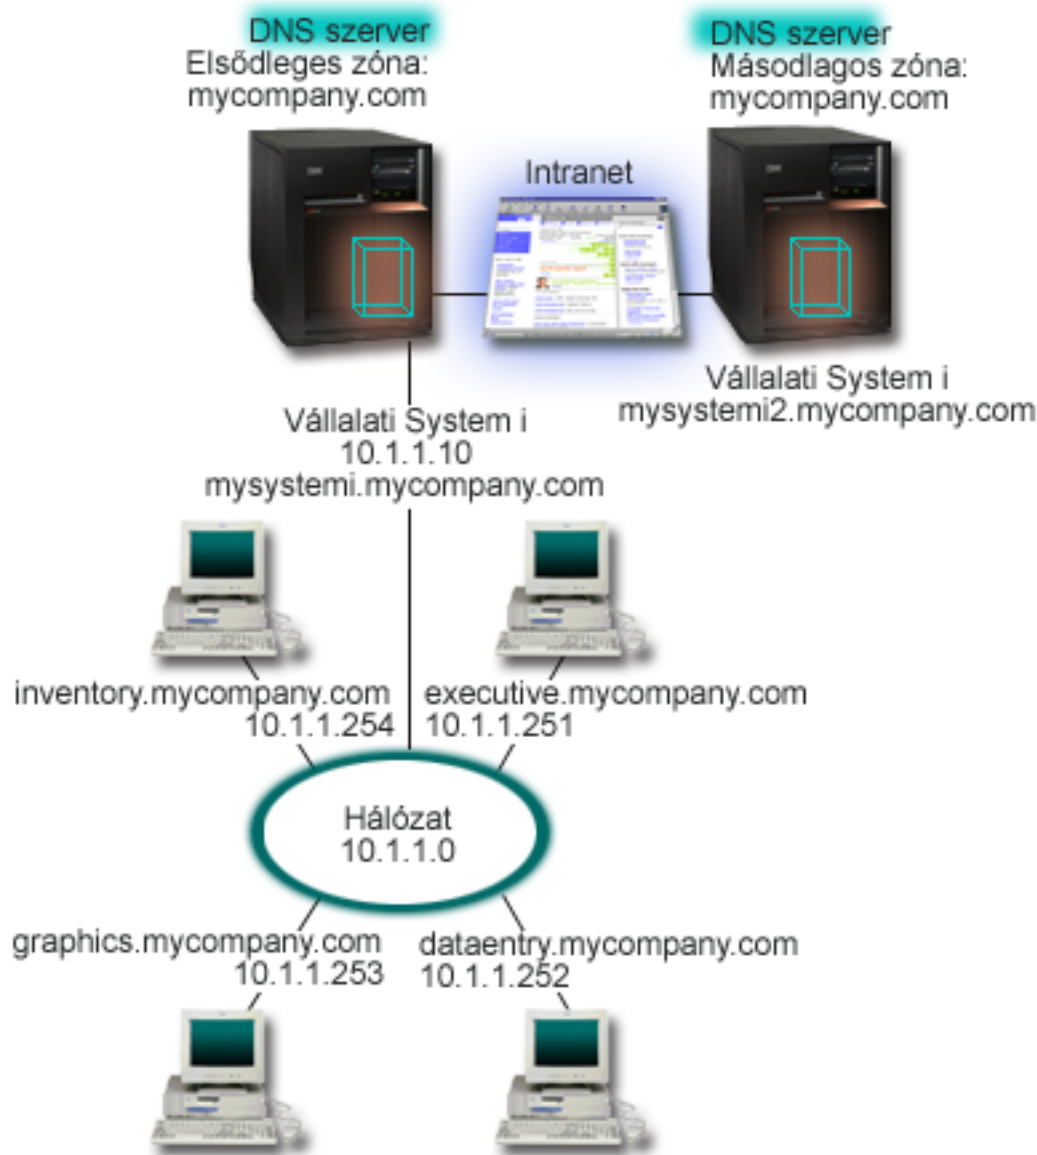 DNS szerver
Elsődleges zóna:
mycompany.com
DNS szerver
Másodlagos zóna:
mycompany.com
Intranet
Vállalati System i
mysystemi2.mycompany.com
Vállalati System i
10.1.1.10
mysystemi.mycompany.com
inventory.mycompany.com
10.1.1.254
executive.mycompany.com
10.1.1.251
Hálózat
10.1.1.0
graphics.mycompany.com
10.1.1.253
dataentry.mycompany.com
10.1.1.252